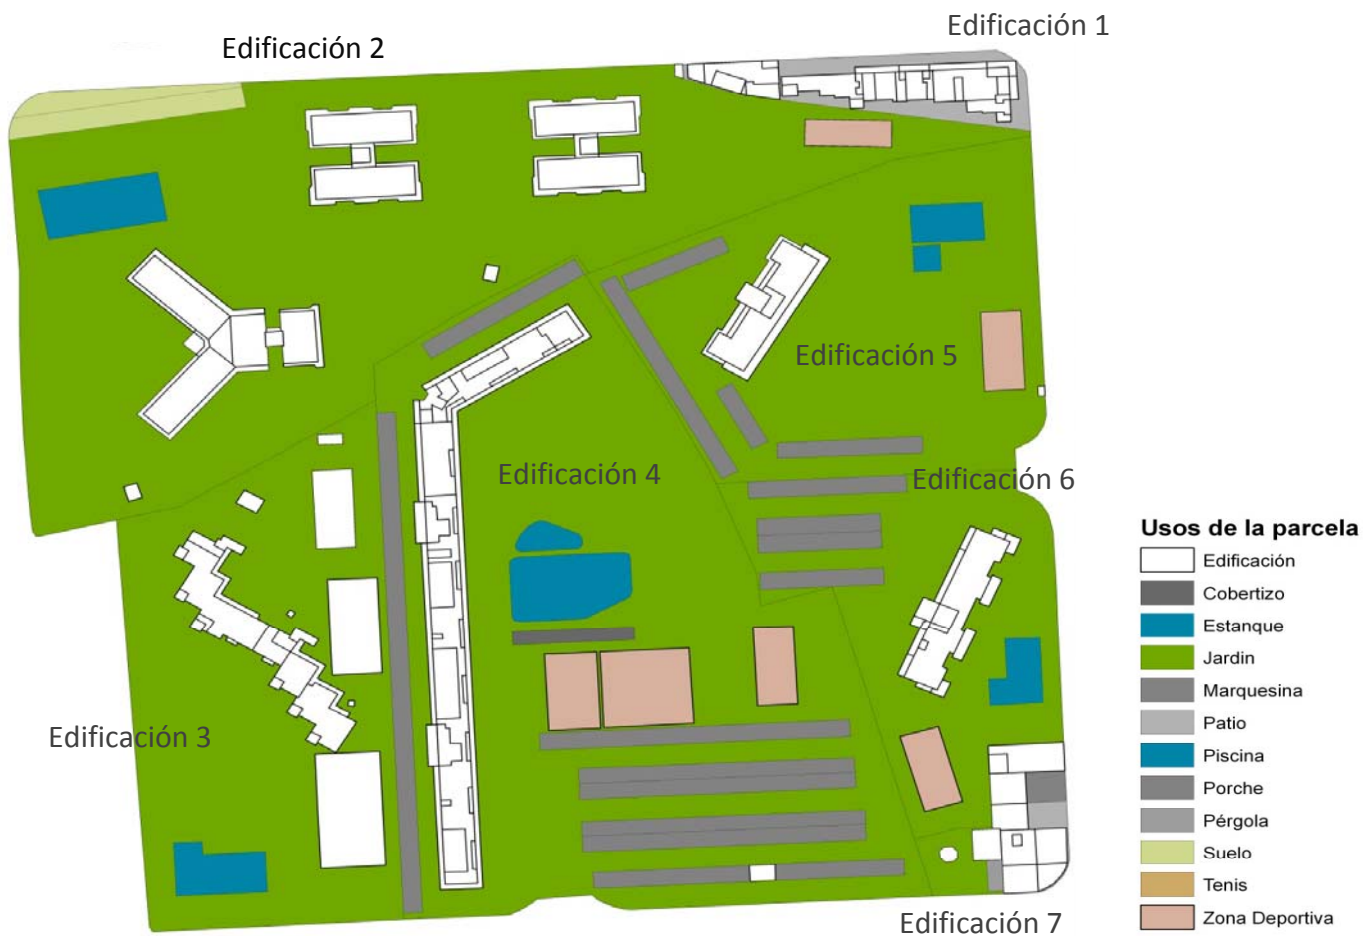 Edificación 1
Edificación 2
Edificación 5
Edificación 4
Edificación 6
Edificación 3
Edificación 7
Usos de la parcela
Edificación
Cobertizo
Estanque
Jardin
Marquesina
Patio
Piscina
Porche
Pérgola
Suelo
Tenis
Zona Deportiva